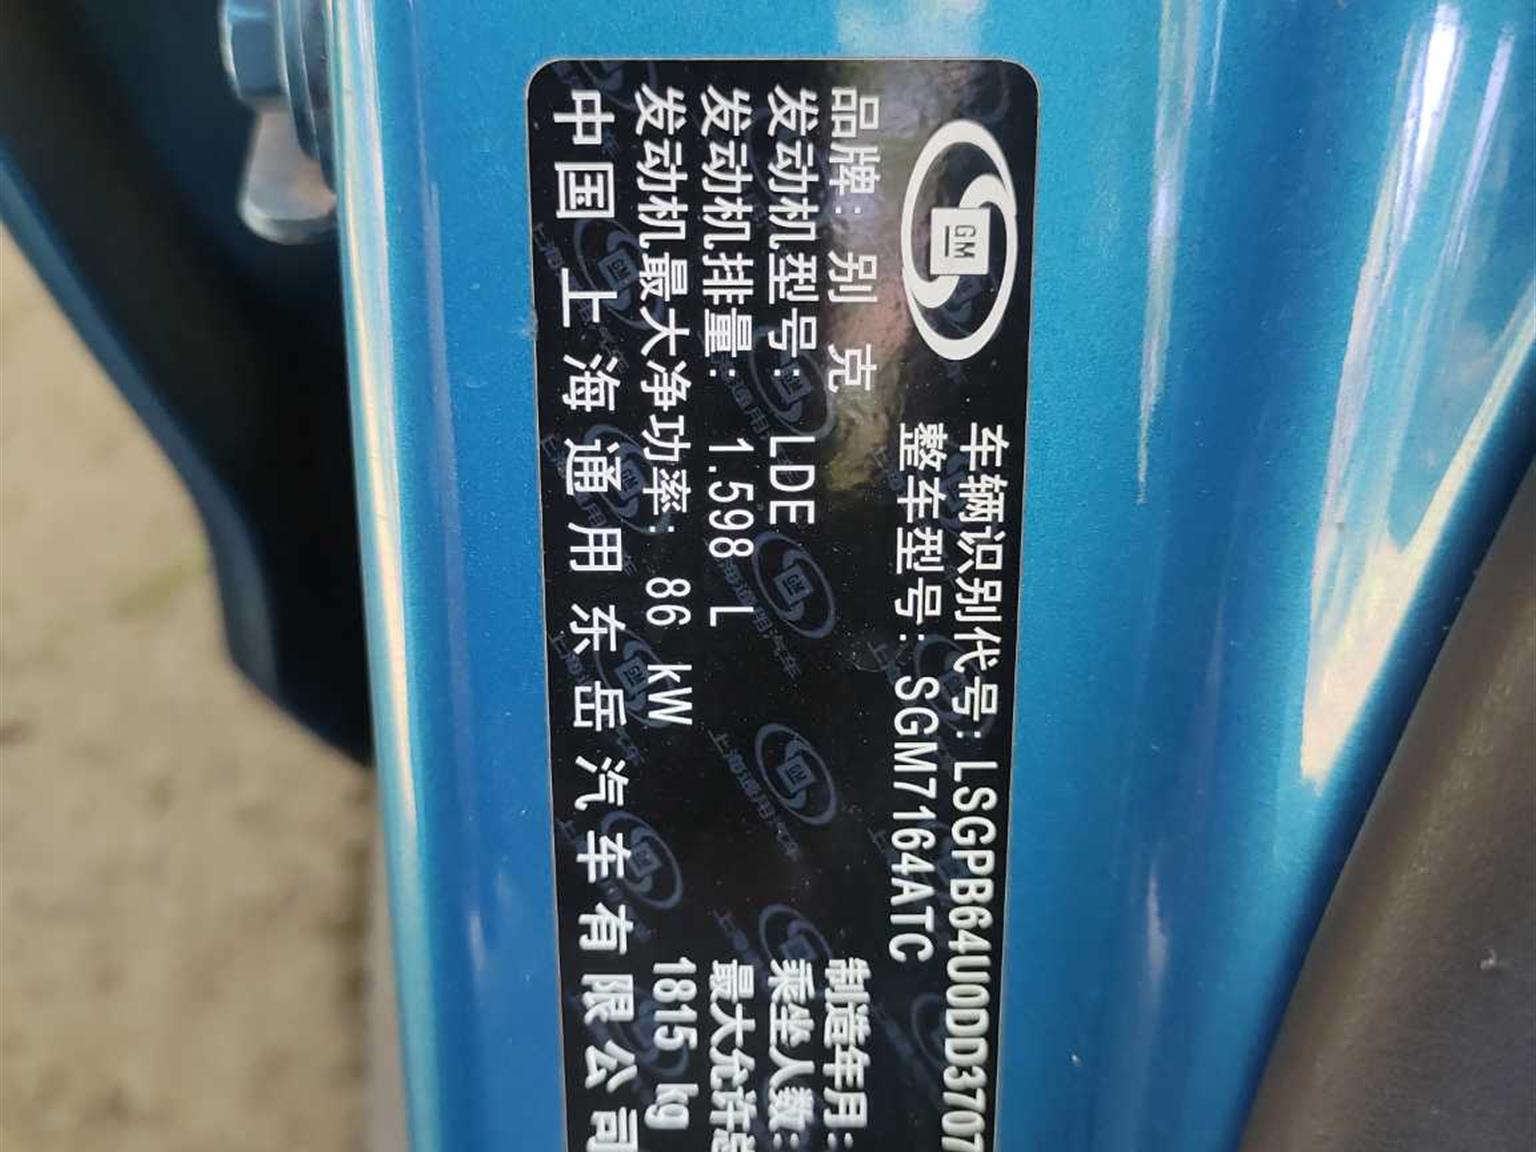 GM
车辆识别代号: LSGPB64U0DD3707
整车型号: SGM7164ATC
品牌: 别克
制造年月:
发动机型号: LDE
乘坐人数:
发动机排量: 1.598 L
最大允许总
发动机最大净功率: 86 kW
1815 kg
中国上海通用东岳汽车有限公司